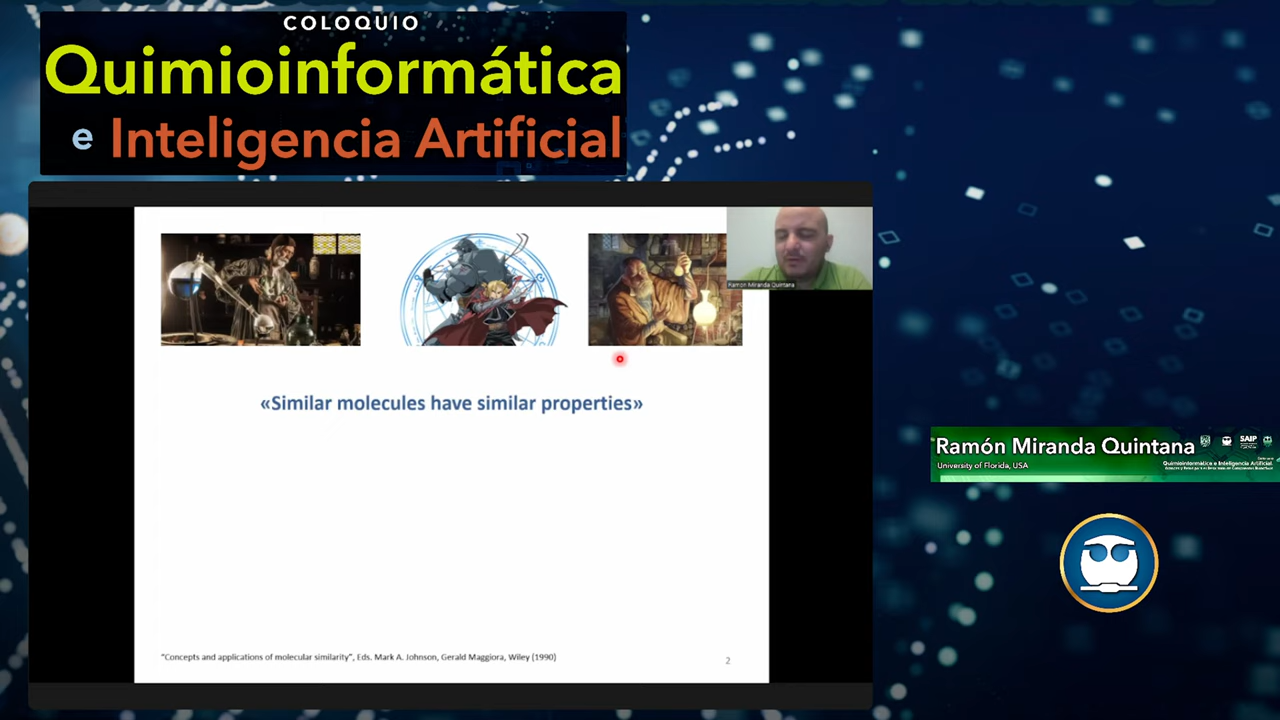 COLOQUIO
Quimioinformática
e Inteligencia Artificial
Ramón Miranda Quintana
«Similar molecules have similar properties»
"Concepts and applications of molecular similarity", Eds. Mark A. Johnson, Gerald Maggiora, Wiley (1990)
2
Ramón Miranda Quintana
University of Florida, USA
SAIP
Quimioinformática e Inteligencia Artificial